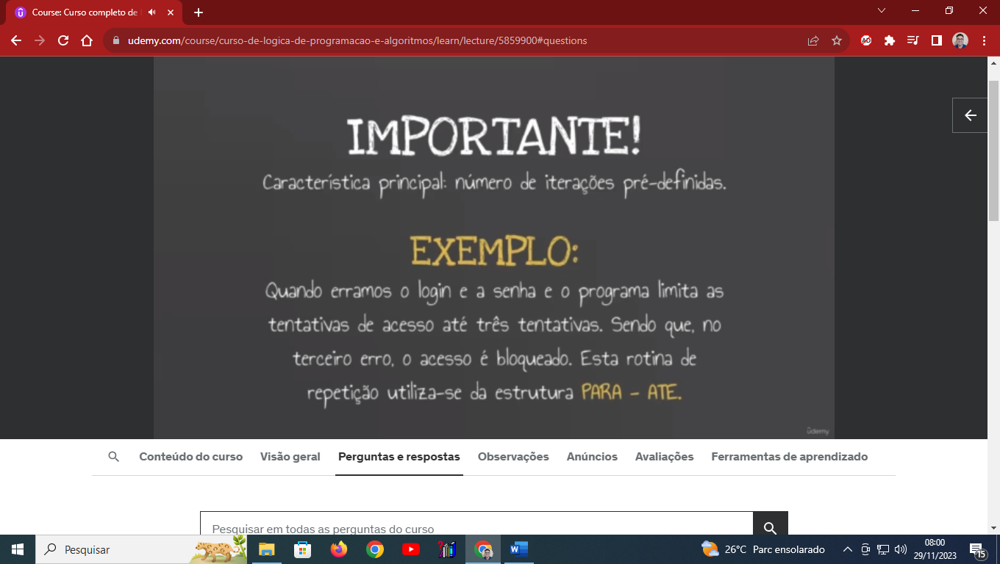 Course: Curso completo de
udemy.com/course/curso-de-logica-de-programacao-e-algoritmos/learn/lecture/5859900#questions
IMPORTANTE!
Característica principal: número de iterações pré-definidas.
EXEMPLO:
Quando erramos o login e a senha e o programa limita as
tentativas de acesso até três tentativas. Sendo que, no
terceiro erro, o acesso é bloqueado. Esta rotina de
repetição utiliza-se da estrutura PARA - ATE.
ûdemy
Conteúdo do curso
Visão geral
Perguntas e respostas
Observações
Anúncios
Avaliações
Ferramentas de aprendizado
Pesquisar em todas as perguntas do curso
Pesquisar
26°C Parc ensolarado
08:00
29/11/2023
15